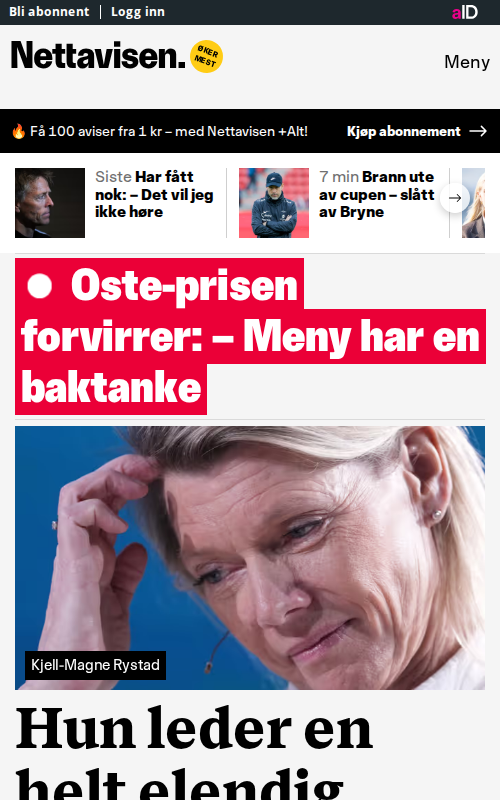 Bli abonnent
Logg inn
aID
Nettavisen.
ØKER
MEST
Meny
🔥 Få 100 aviser fra 1 kr – med Nettavisen +Alt!
Kjøp abonnement →
Siste Har fått
nok: – Det vil jeg
ikke høre
7 min Brann ute
av cupen – slått
av Bryne
Oste-prisen
forvirrer: – Meny har en
baktanke
Kjell-Magne Rystad
Hun leder en
helt elendig